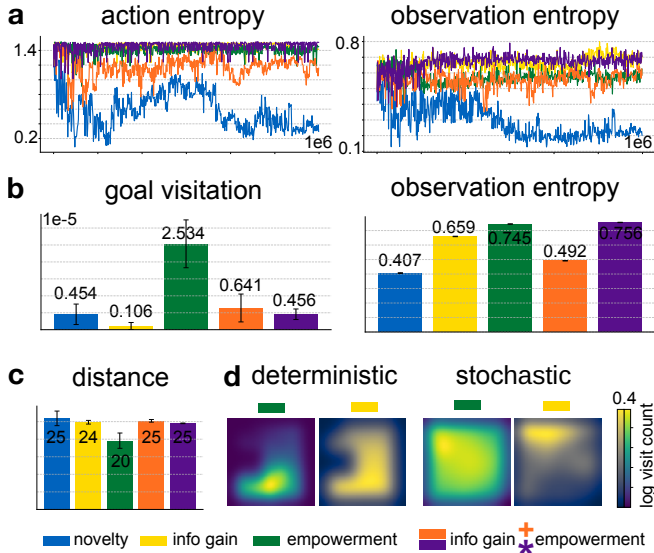 a
action entropy
observation entropy
1.4
0.2
1e6
0.8
0.1
1e6
b
goal visitation
observation entropy
1e-5
0.454
0.106
2.534
0.641
0.456
0.407
0.659
0.745
0.492
0.756
c
distance
25
24
20
25
25
d
deterministic
stochastic
0.4
log visit count
novelty
info gain
empowerment
info gain + * empowerment